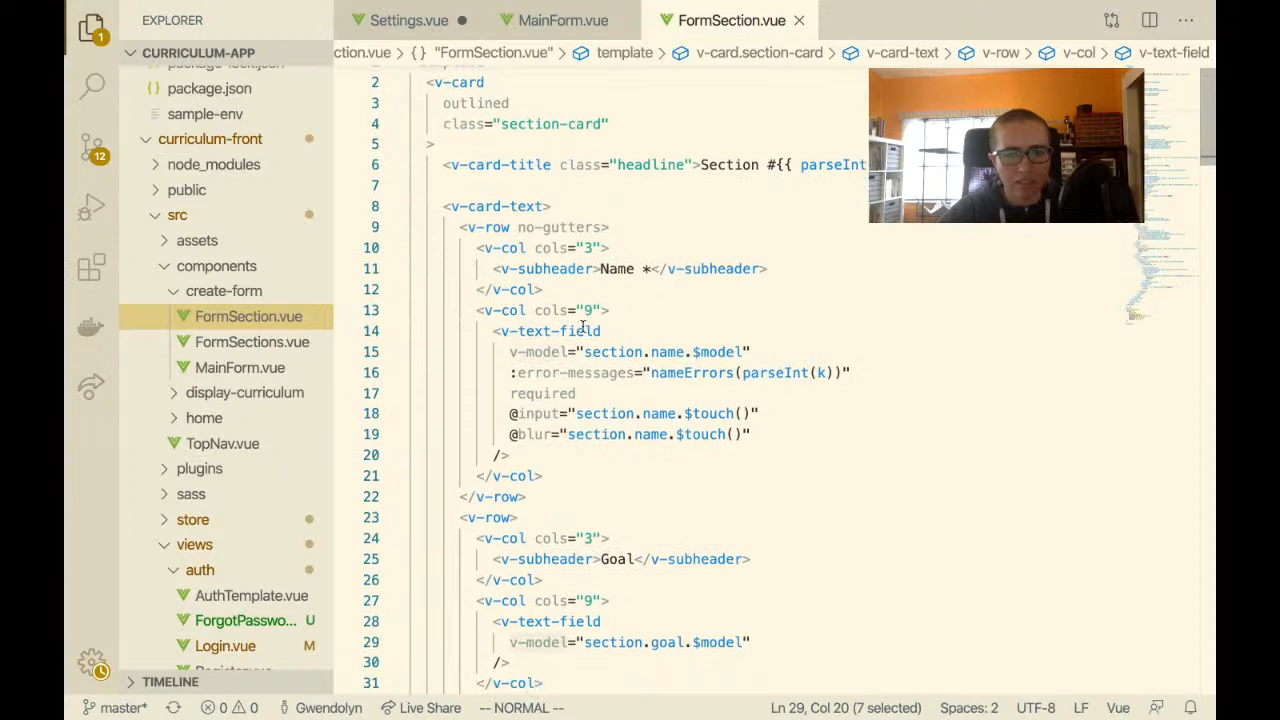 EXPLORER
Settings.vue
MainForm.vue
FormSection.vue
CURRICULUM-APP
ction.vue > {} "FormSection.vue" > template > v-card.section-card > v-card-text > v-row > v-col > v-text-field
package-lock.json
package.json
sample-env
curriculum-front
node_modules
public
src
assets
components
create-form
FormSection.vue
FormSections.vue
MainForm.vue
display-curriculum
home
TopNav.vue
plugins
sass
store
views
auth
AuthTemplate.vue
ForgotPasswo... U
Login.vue M
Register.vue
TIMELINE
1
12
2 <v-card
3 outlined
4 class="section-card"
5 >
6 <v-card-title class="headline">Section #{{ parseInt
7
8 <v-card-text>
9 <v-row no-gutters>
10 <v-col cols="3">
11 <v-subheader>Name *</v-subheader>
12 </v-col>
13 <v-col cols="9">
14 <v-text-field
15 v-model="section.name.$model"
16 :error-messages="nameErrors(parseInt(k))"
17 required
18 @input="section.name.$touch()"
19 @blur="section.name.$touch()"
20 />
21 </v-col>
22 </v-row>
23 <v-row>
24 <v-col cols="3">
25 <v-subheader>Goal</v-subheader>
26 </v-col>
27 <v-col cols="9">
28 <v-text-field
29 v-model="section.goal.$model"
30 />
31 </v-col>
master* 0 0 Gwendolyn Live Share -- NORMAL -- Ln 29, Col 20 (7 selected) Spaces: 2 UTF-8 LF Vue